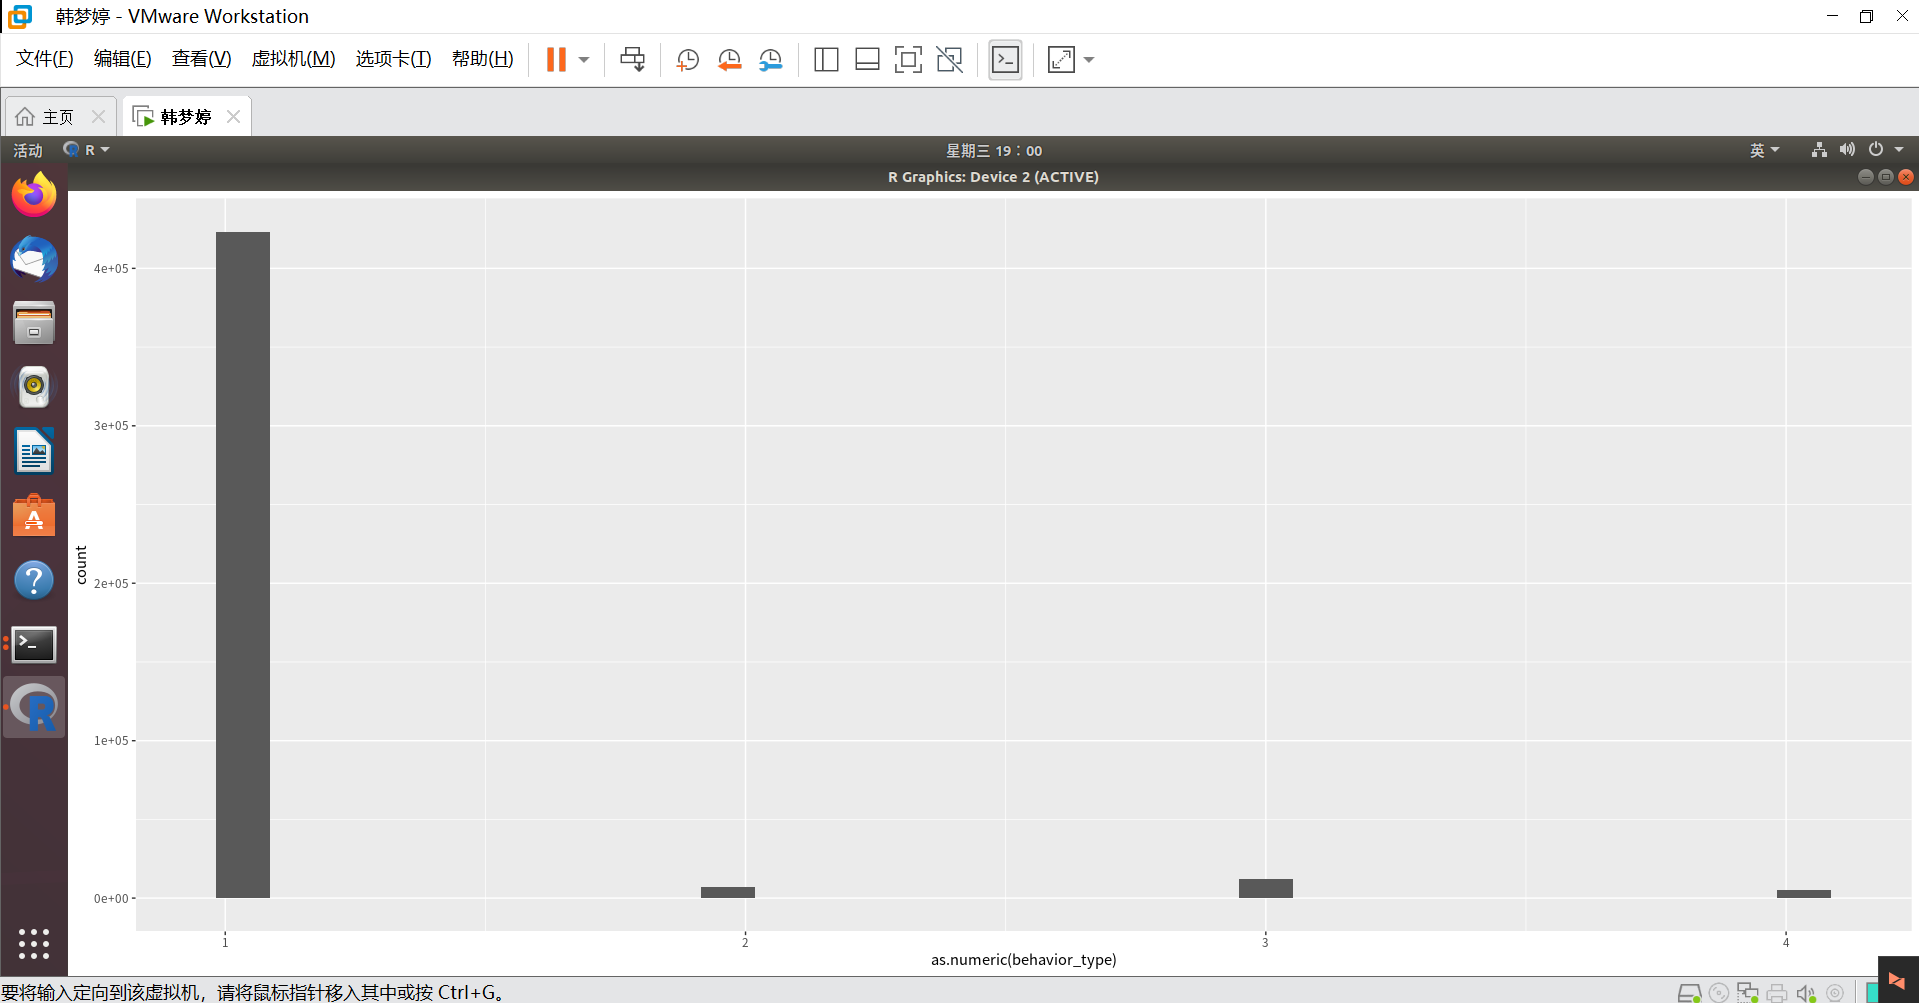 韩梦婷 - VMware Workstation
文件(F) 编辑(E) 查看(V) 虚拟机(M) 选项卡(T) 帮助(H)
主页 韩梦婷
活动 R 星期三 19：00 英
R Graphics: Device 2 (ACTIVE)
4e+05
3e+05
count
2e+05
1e+05
0e+00
1 2 3 4
as.numeric(behavior_type)
要将输入定向到该虚拟机，请将鼠标指针移入其中或按 Ctrl+G。